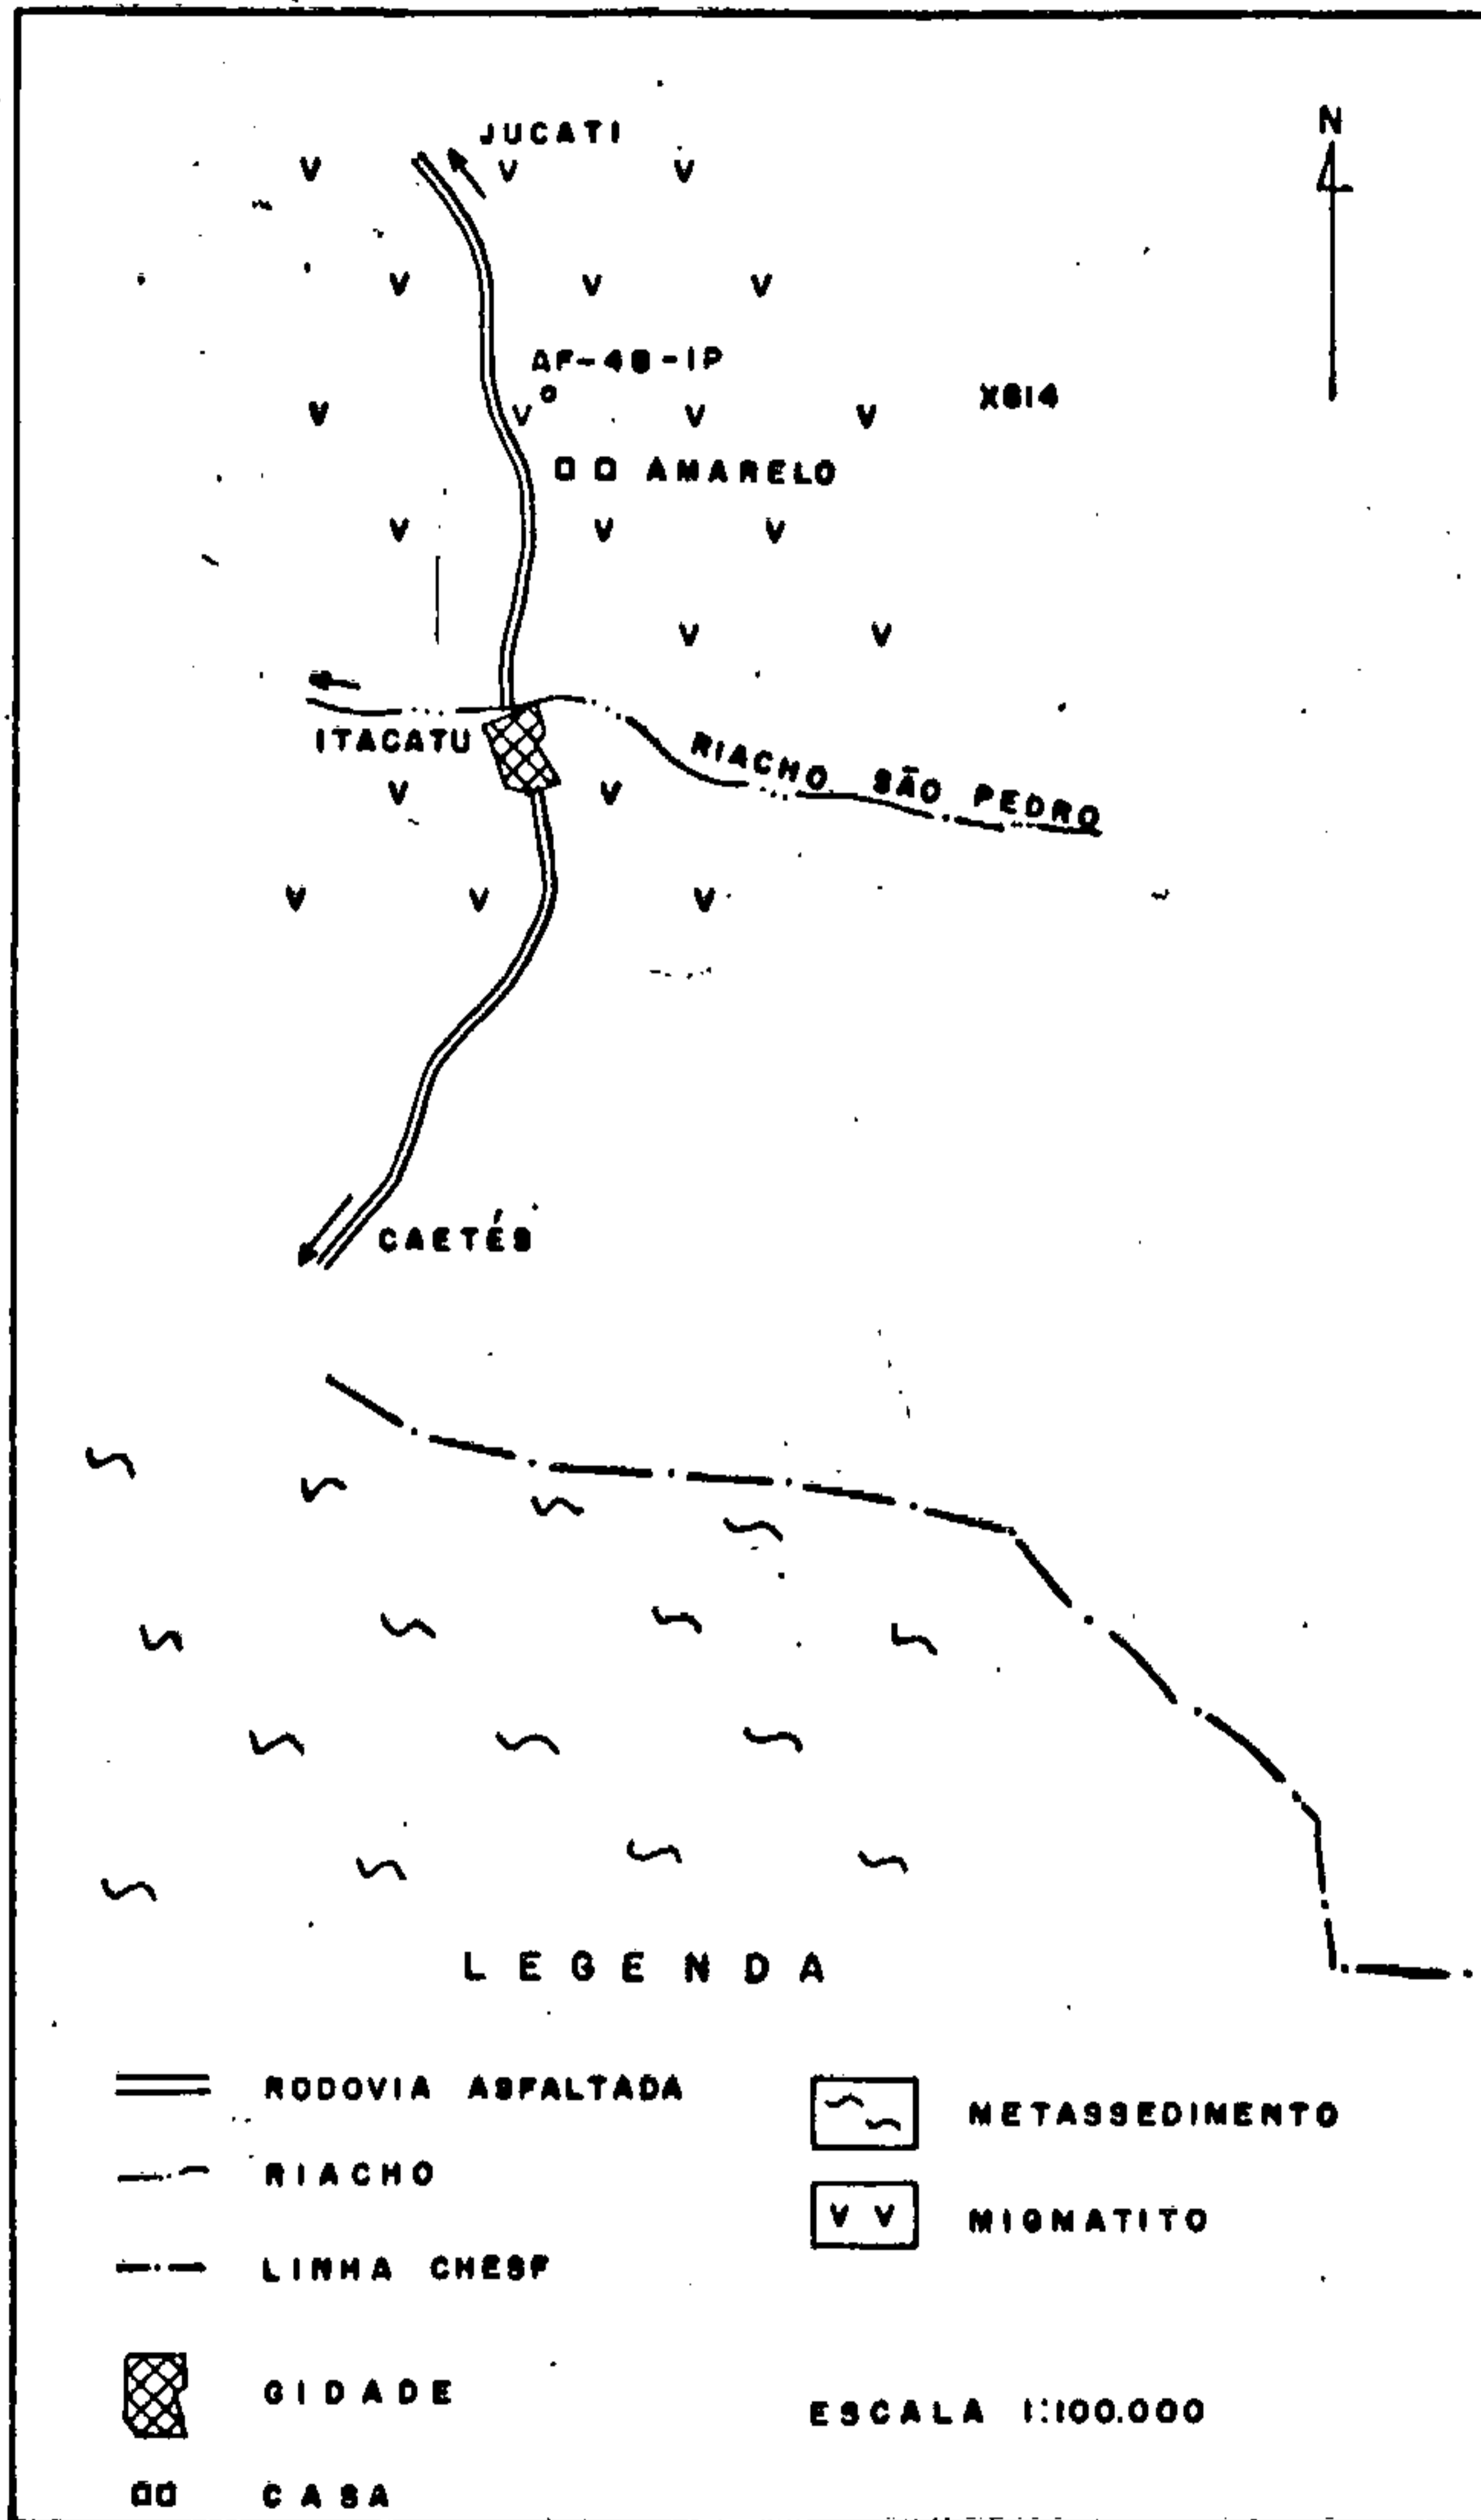 JUCATI
N
AF-48-IP
X614
AMARELO
ITACATU
RIACHO SÃO PEDRO
CAETÉS
LEGENDA
RODOVIA ASFALTADA
METASSEDIMENTO
RIACHO
MIGMATITO
LINHA CHESF
CIDADE
ESCALA 1:100.000
CASA